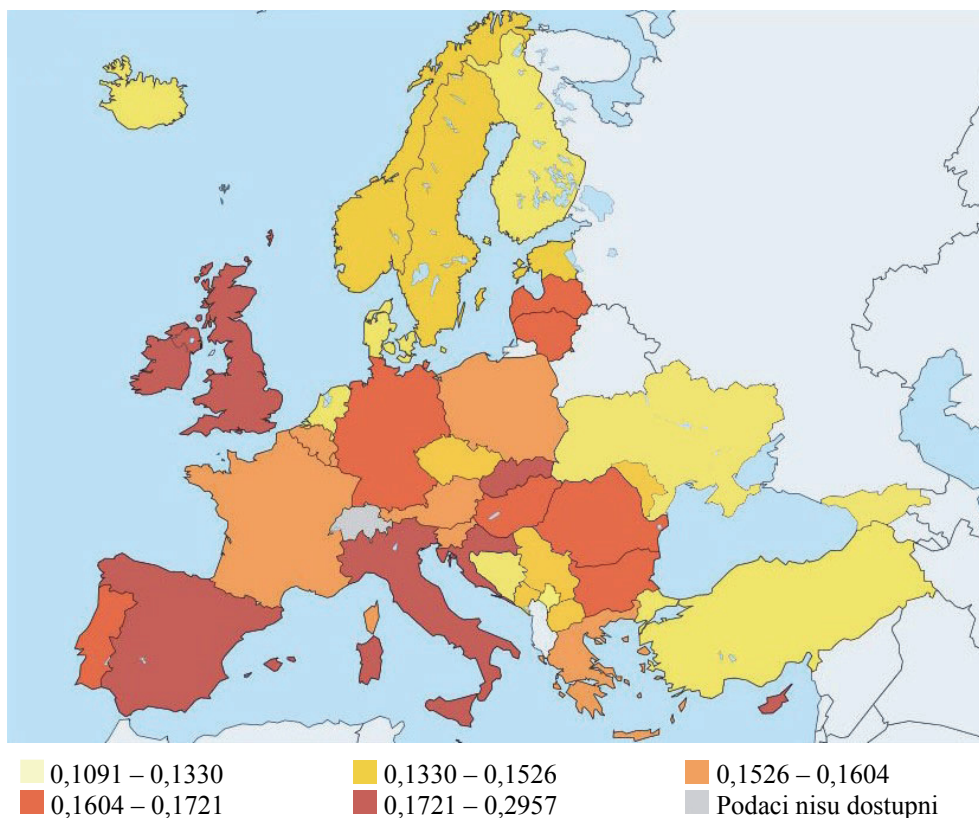 0,1091 – 0,1330 0,1330 – 0,1526 0,1526 – 0,1604
0,1604 – 0,1721 0,1721 – 0,2957 Podaci nisu dostupni